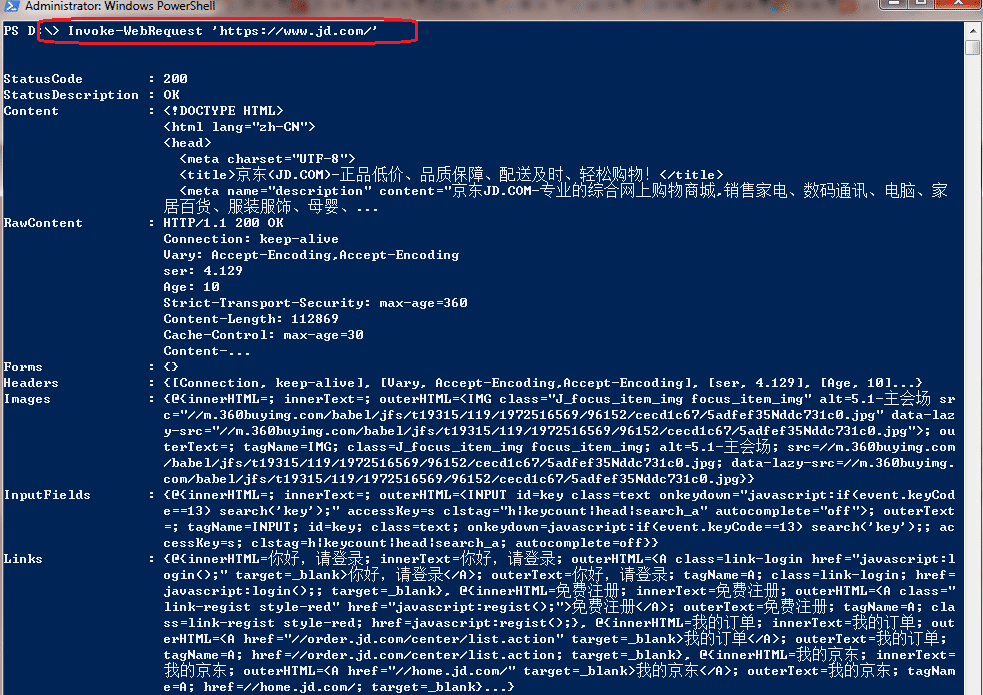 Administrator: Windows PowerShell
PS D:\> Invoke-WebRequest 'https://www.jd.com/'
StatusCode : 200
StatusDescription : OK
Content : <!DOCTYPE HTML>
<html lang="zh-CN">
<head>
<meta charset="UTF-8">
<title>京东(JD.COM)-正品低价、品质保障、配送及时、轻松购物！</title>
<meta name="description" content="京东JD.COM-专业的综合网上购物商城,销售家电、数码通讯、电脑、家
居百货、服装服饰、母婴、...
RawContent : HTTP/1.1 200 OK
Connection: keep-alive
Vary: Accept-Encoding,Accept-Encoding
ser: 4.129
Age: 10
Strict-Transport-Security: max-age=360
Content-Length: 112869
Cache-Control: max-age=30
Content-...
Forms : {}
Headers : {[Connection, keep-alive], [Vary, Accept-Encoding,Accept-Encoding], [ser, 4.129], [Age, 10]...}
Images : {@{innerHTML=; innerText=; outerHTML=<IMG class="J_focus_item_img focus_item_img" alt=5.1-主会场 sr
c="//m.360buyimg.com/babel/jfs/t19315/119/1972516569/96152/cecd1c67/5adfef35Nddc731c0.jpg" data-la
zy-src="//m.360buyimg.com/babel/jfs/t19315/119/1972516569/96152/cecd1c67/5adfef35Nddc731c0.jpg">; o
uterText=; tagName=IMG; class=J_focus_item_img focus_item_img; alt=5.1-主会场; src=//m.360buyimg.com
/babel/jfs/t19315/119/1972516569/96152/cecd1c67/5adfef35Nddc731c0.jpg; data-lazy-src=//m.360buyimg.
com/babel/jfs/t19315/119/1972516569/96152/cecd1c67/5adfef35Nddc731c0.jpg}}
InputFields : {@{innerHTML=; innerText=; outerHTML=<INPUT id=key class=text onkeydown="javascript:if(event.keyCod
e==13) search('key');" accessKey=s clstag="h|keycount|head|search_a" autocomplete="off">; outerText
=; tagName=INPUT; id=key; class=text; onkeydown=javascript:if(event.keyCode==13) search('key');; ac
cessKey=s; clstag=h|keycount|head|search_a; autocomplete=off}}
Links : {@{innerHTML=你好，请登录; innerText=你好，请登录; outerHTML=<A class=link-login href="javascript:l
ogin();" target=_blank>你好，请登录</A>; outerText=你好，请登录; tagName=A; class=link-login; href=
javascript:login();; target=_blank}, @{innerHTML=免费注册; innerText=免费注册; outerHTML=<A class="
link-regist style-red" href="javascript:regist();">免费注册</A>; outerText=免费注册; tagName=A; cla
ss=link-regist style-red; href=javascript:regist();}, @{innerHTML=我的订单; innerText=我的订单; out
erHTML=<A href="//order.jd.com/center/list.action" target=_blank>我的订单</A>; outerText=我的订单;
tagName=A; href=//order.jd.com/center/list.action; target=_blank}, @{innerHTML=我的京东; innerText=
我的京东; outerHTML=<A href="//home.jd.com/" target=_blank>我的京东</A>; outerText=我的京东; tagNam
e=A; href=//home.jd.com/; target=_blank}...}